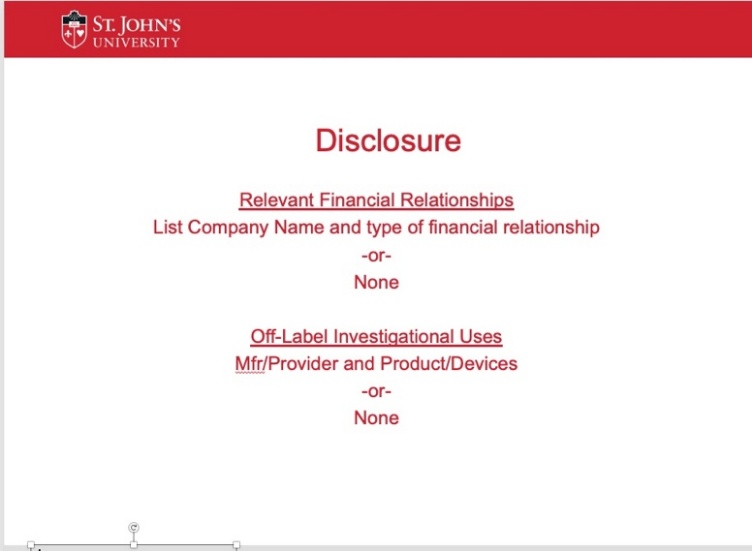 ST. JOHN'S
UNIVERSITY
Disclosure
Relevant Financial Relationships
List Company Name and type of financial relationship
-or-
None
Off-Label Investigational Uses
Mfr/Provider and Product/Devices
-or-
None